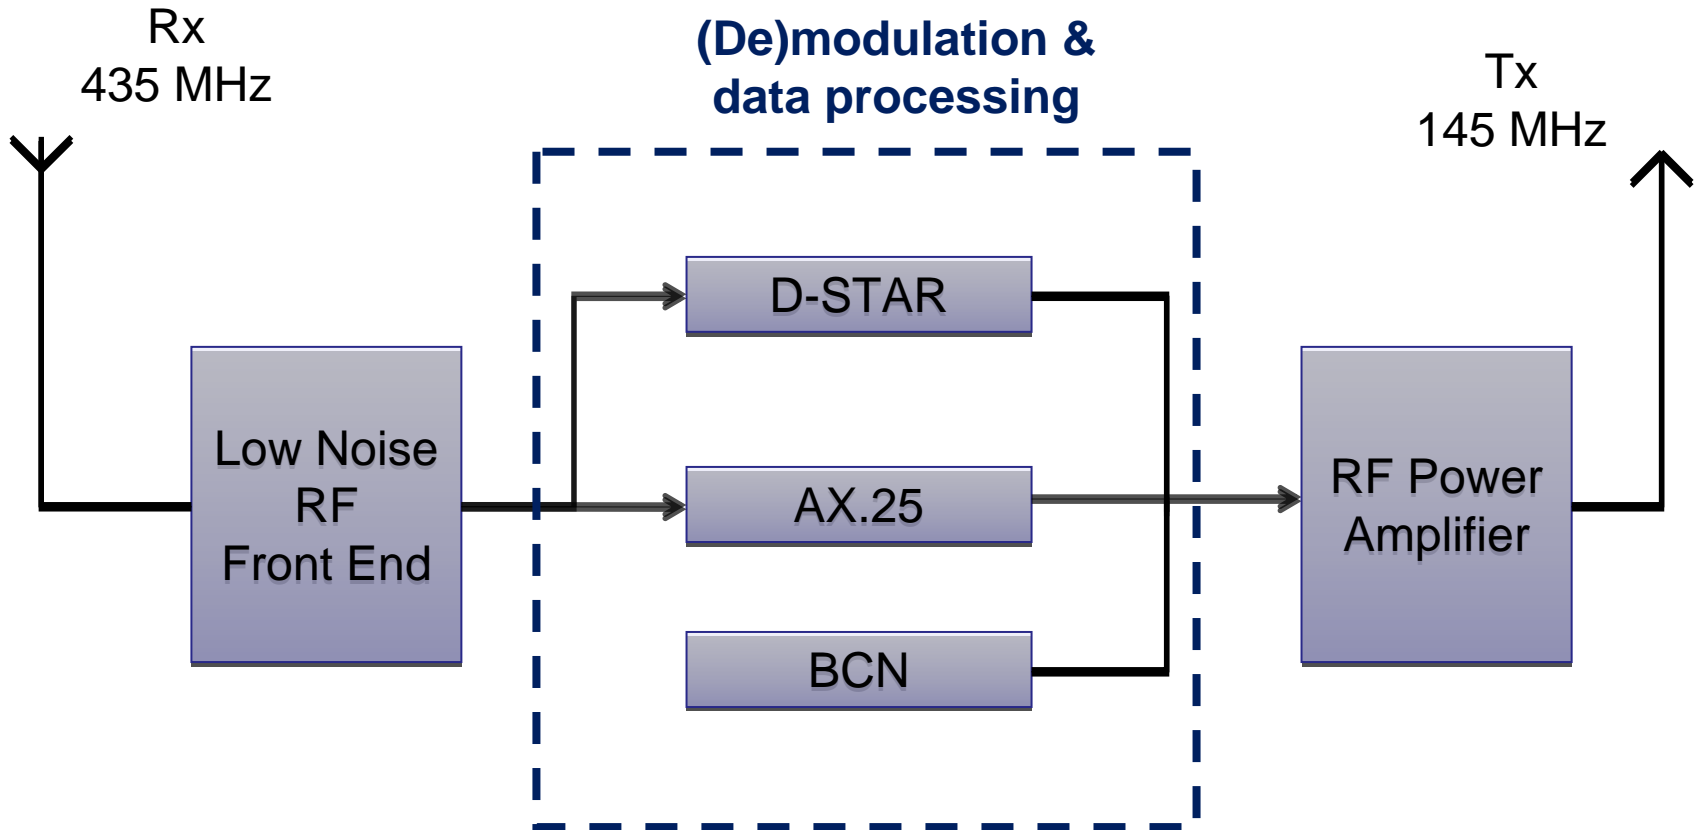 Rx
435 MHz
(De)modulation &
data processing
Tx
145 MHz
D-STAR
Low Noise
RF
Front End
AX.25
RF Power
Amplifier
BCN